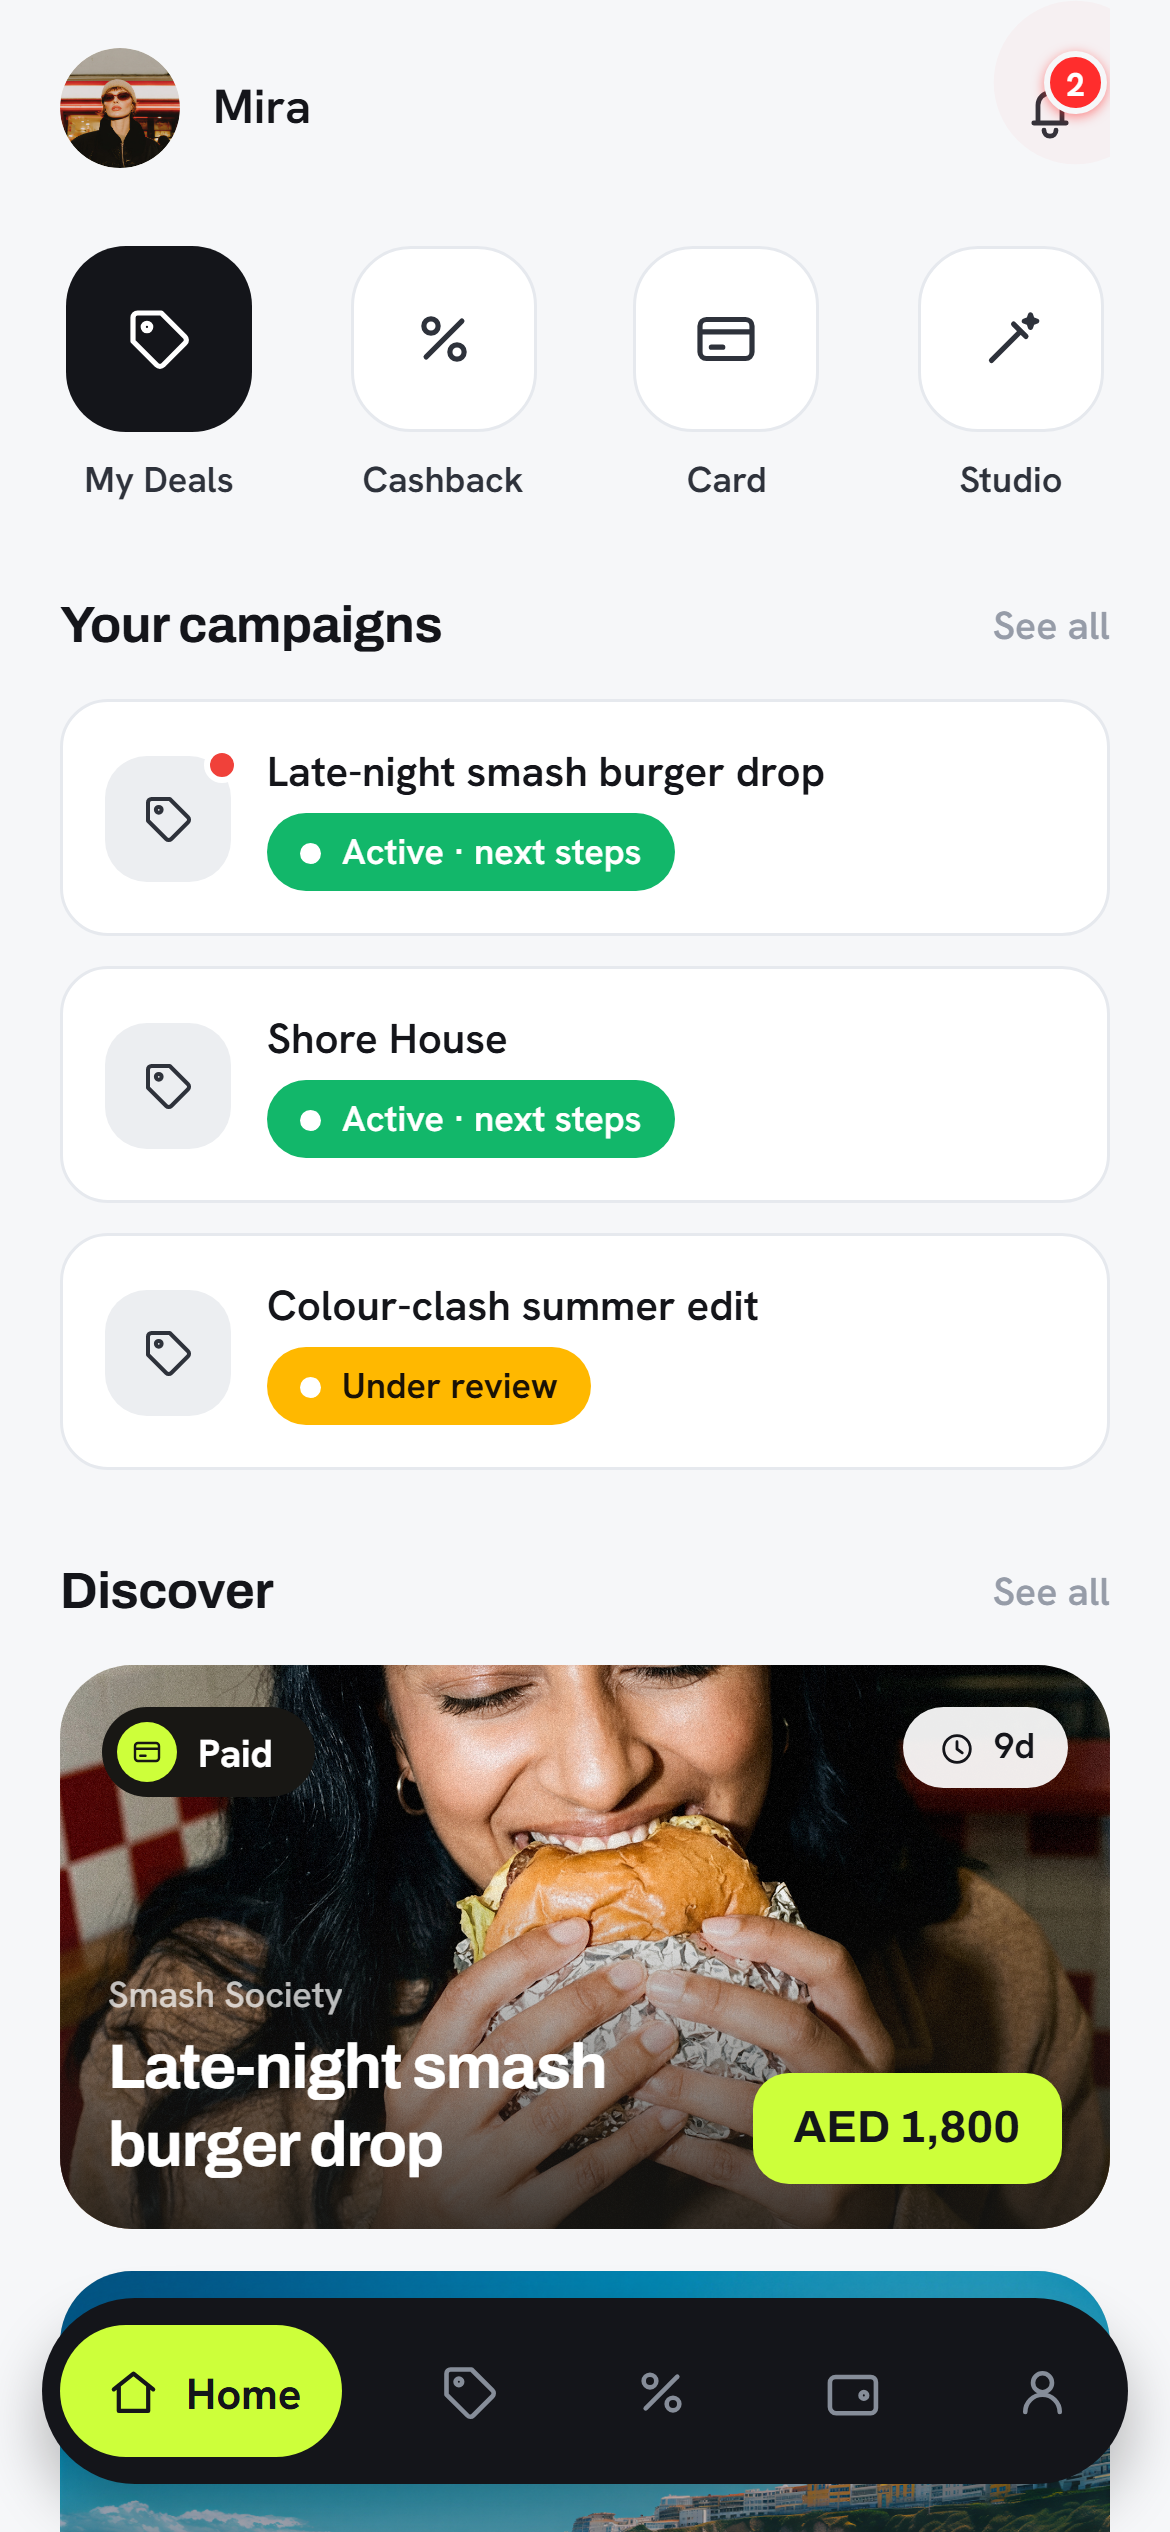 Mira
2
My Deals
Cashback
Card
Studio
Your campaigns
See all
Late-night smash burger drop
Active · next steps
Shore House
Active · next steps
Colour-clash summer edit
Under review
Discover
See all
Paid
9d
Smash Society
Late-night smash
burger drop
AED 1,800
Home